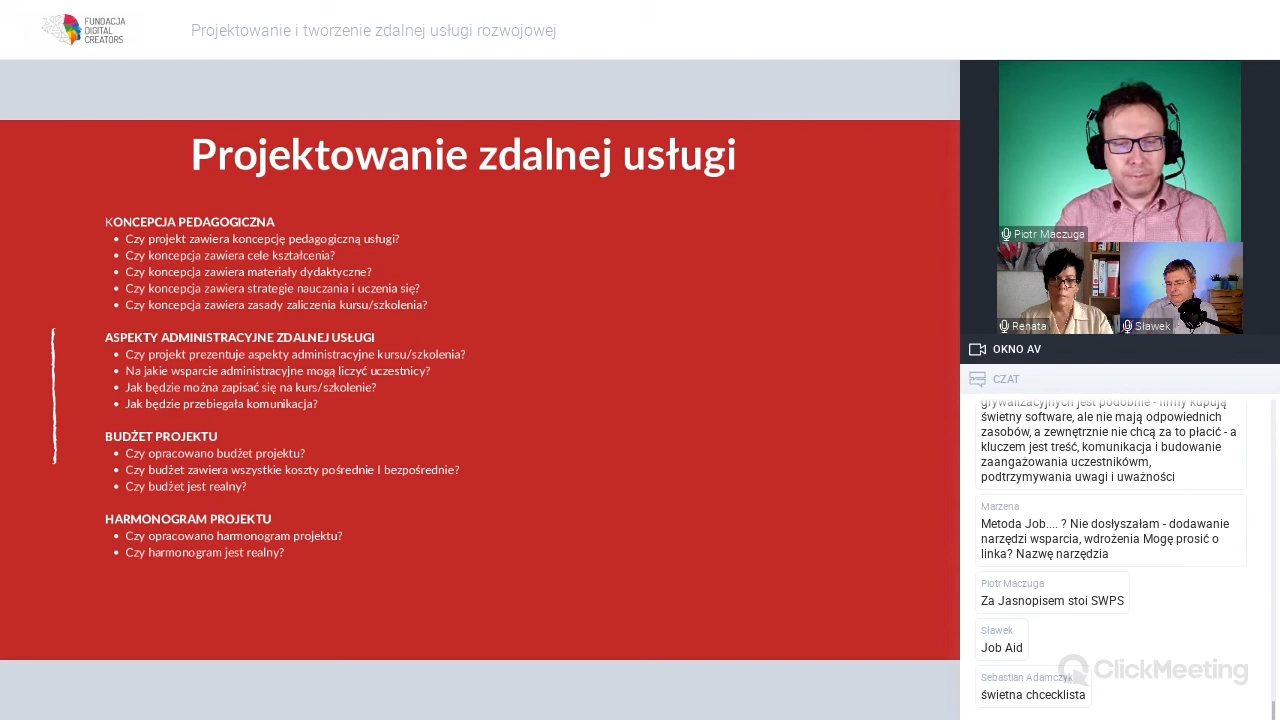 FUNDACJA
DIGITAL
CREATORS
Projektowanie i tworzenie zdalnej usługi rozwojowej
Projektowanie zdalnej usługi
KONCEPCJA PEDAGOGICZNA
• Czy projekt zawiera koncepcję pedagogiczną usługi?
• Czy koncepcja zawiera cele kształcenia?
• Czy koncepcja zawiera materiały dydaktyczne?
• Czy koncepcja zawiera strategie nauczania i uczenia się?
• Czy koncepcja zawiera zasady zaliczenia kursu/szkolenia?
ASPEKTY ADMINISTRACYJNE ZDALNEJ USŁUGI
• Czy projekt prezentuje aspekty administracyjne kursu/szkolenia?
• Na jakie wsparcie administracyjne mogą liczyć uczestnicy?
• Jak będzie można zapisać się na kurs/szkolenie?
• Jak będzie przebiegała komunikacja?
BUDŻET PROJEKTU
• Czy opracowano budżet projektu?
• Czy budżet zawiera wszystkie koszty pośrednie I bezpośrednie?
• Czy budżet jest realny?
HARMONOGRAM PROJEKTU
• Czy opracowano harmonogram projektu?
• Czy harmonogram jest realny?
Piotr Maczuga
Renata
Sławek
OKNO AV
CZAT
grywalizacyjnych jest podobnie - firmy kupują
świetny software, ale nie mają odpowiednich
zasobów, a zewnętrznie nie chcą za to płacić - a
kluczem jest treść, komunikacja i budowanie
zaangażowania uczestnikówm,
podtrzymywania uwagi i uważności
Marzena
Metoda Job.... ? Nie dosłyszałam - dodawanie
narzędzi wsparcia, wdrożenia Mogę prosić o
linka? Nazwę narzędzia
Piotr Maczuga
Za Jasnopisem stoi SWPS
Sławek
Job Aid
Sebastian Adamczyk
świetna chcecklista
ClickMeeting